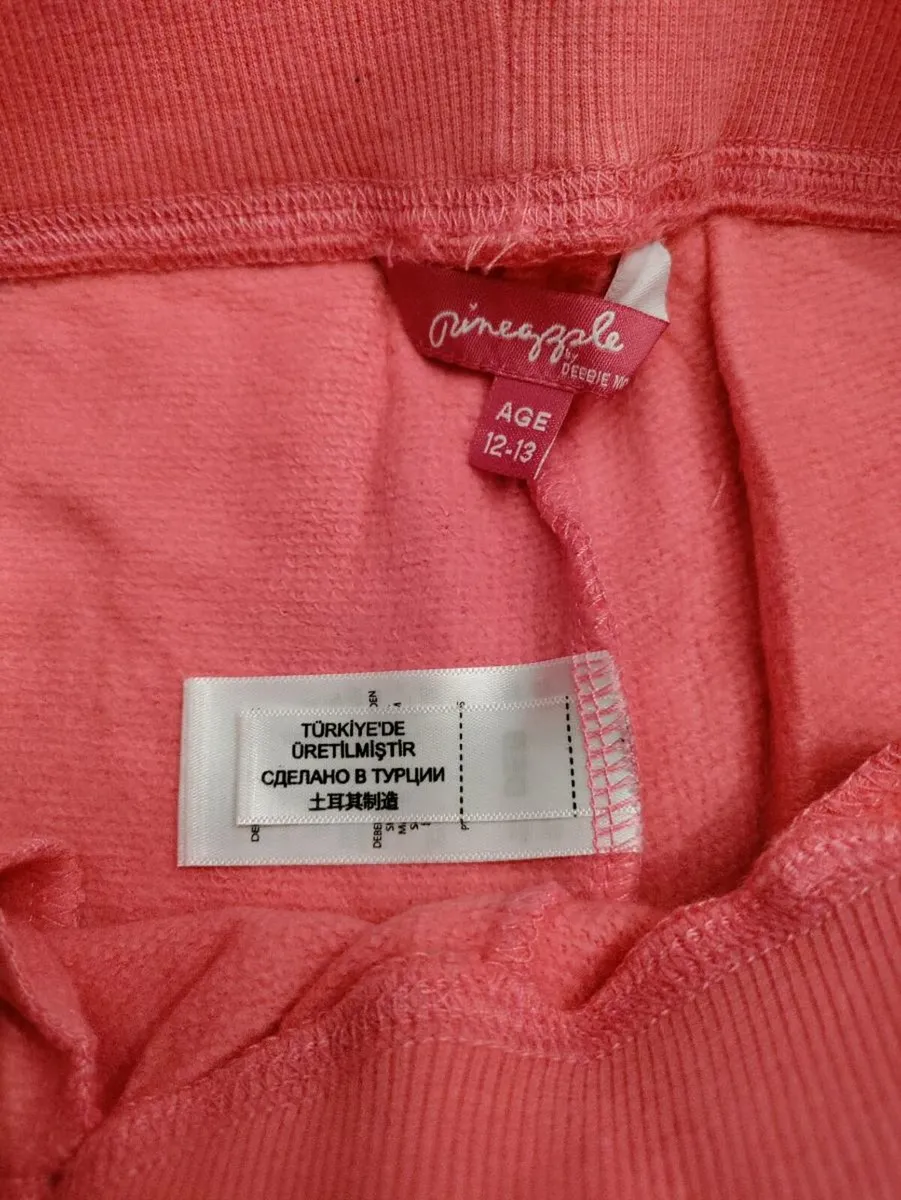 pineapple
by
DEBBIE
AGE
12-13
TÜRKİYE'DE
ÜRETİLMİŞTİR
СДЕЛАНО В ТУРЦИИ
土耳其制造